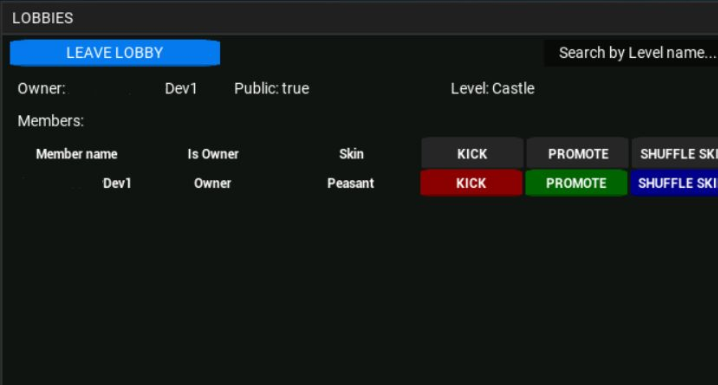 LOBBIES
LEAVE LOBBY Search by Level name...
Owner: Dev1 Public: true Level: Castle
Members:
Member name Is Owner Skin KICK PROMOTE SHUFFLE SKI
Dev1 Owner Peasant KICK PROMOTE SHUFFLE SKI